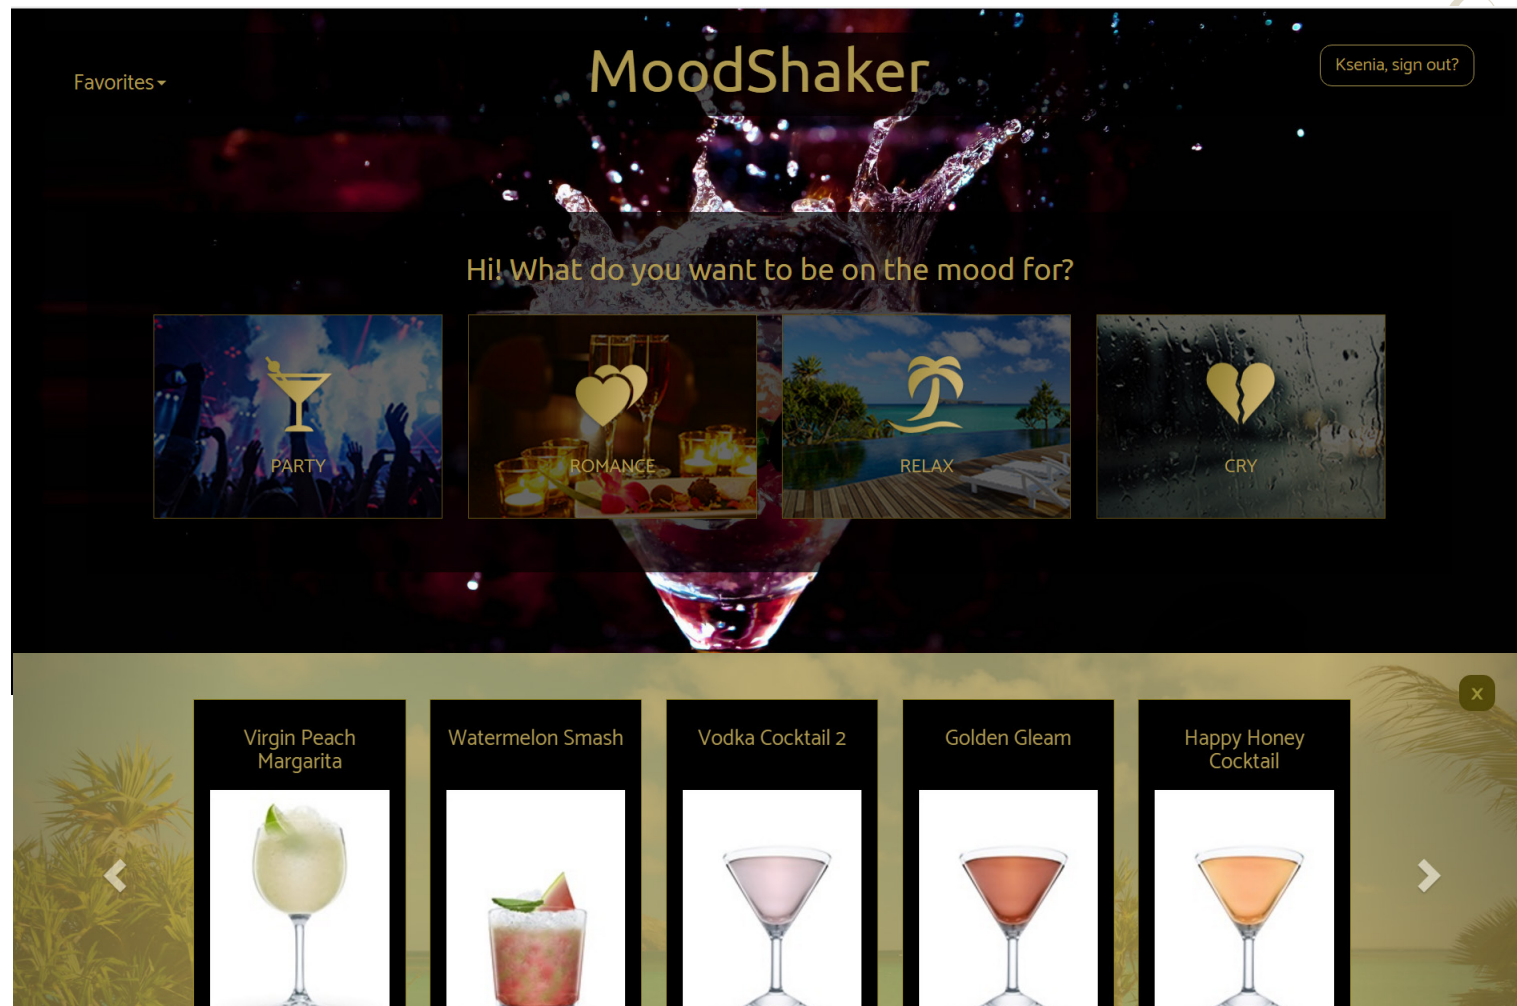 Favorites
MoodShaker
Ksenia, sign out?
Hi! What do you want to be on the mood for?
PARTY
ROMANCE
RELAX
CRY
x
Virgin Peach
Margarita
Watermelon Smash
Vodka Cocktail 2
Golden Gleam
Happy Honey
Cocktail